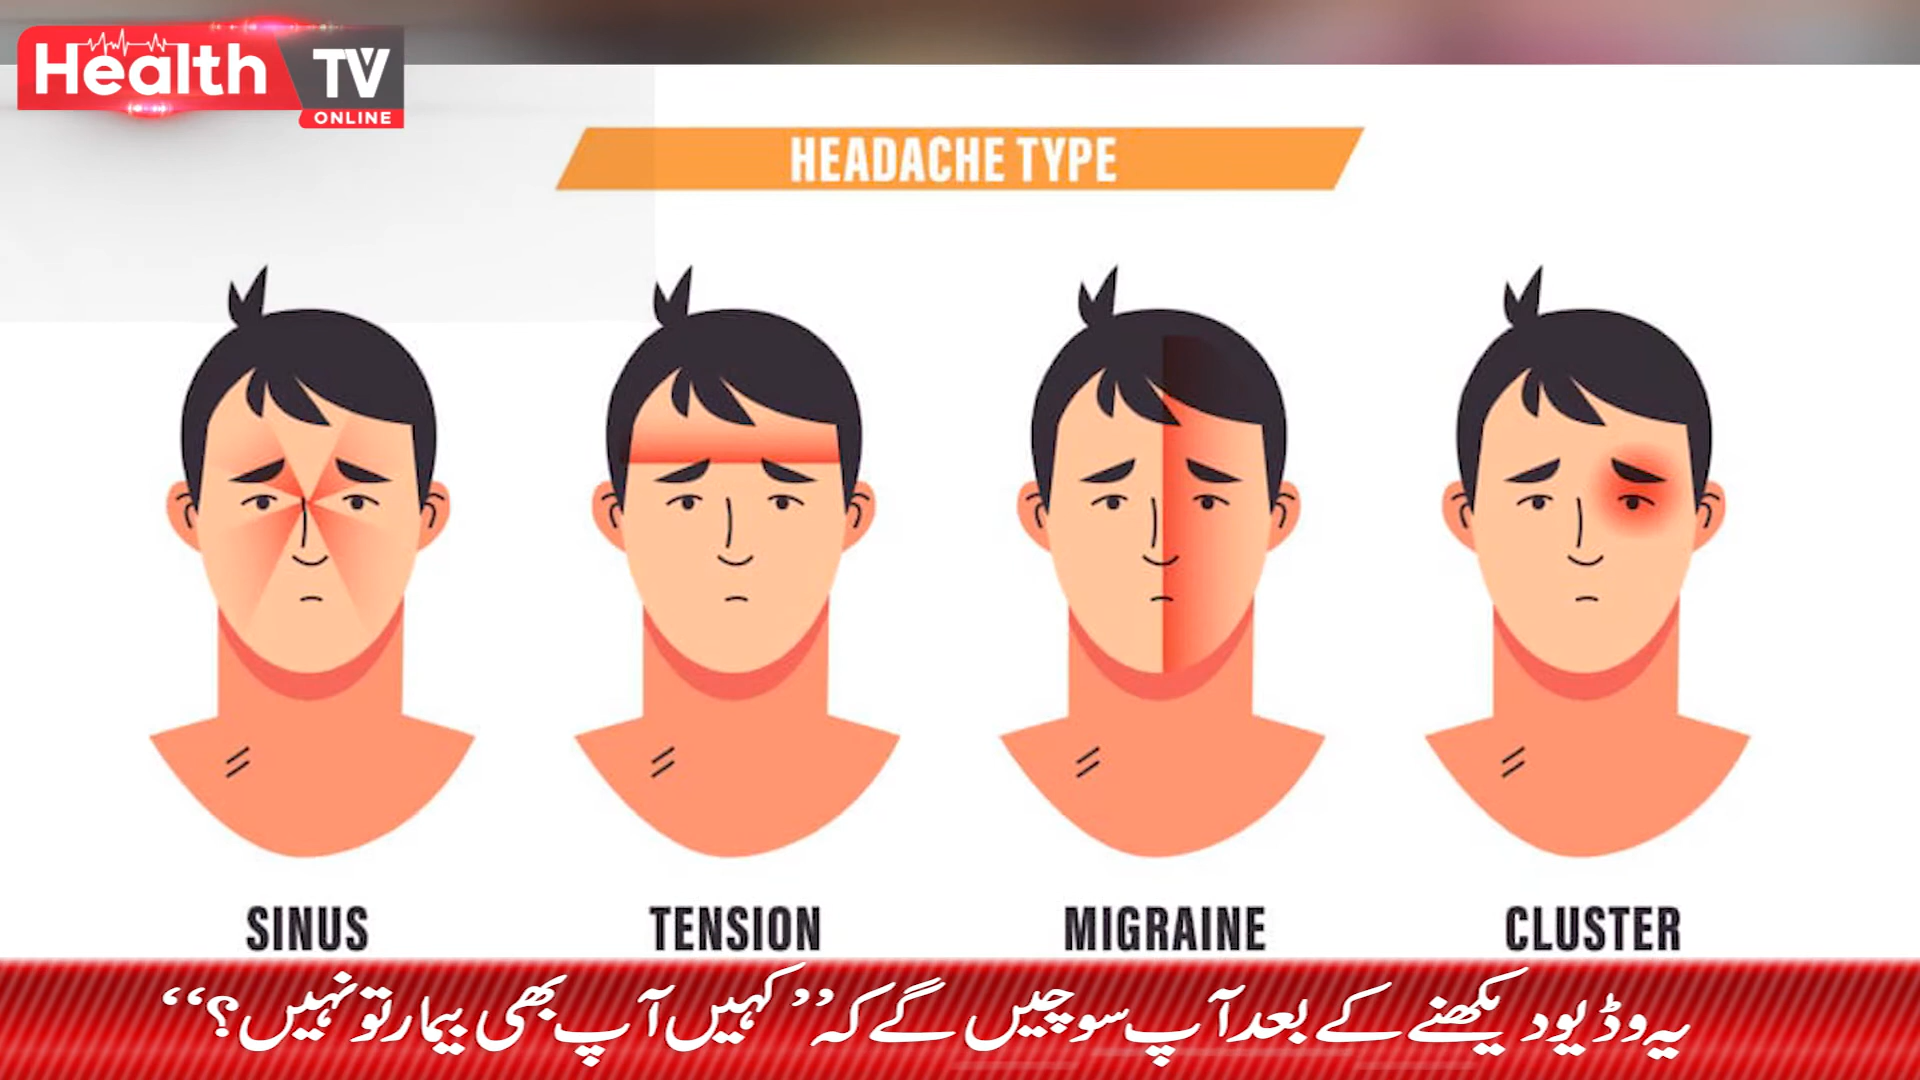 Health TV
ONLINE
HEADACHE TYPE
SINUS
TENSION
MIGRAINE
CLUSTER
یہ وڈیو دیکھنے کے بعد آپ سوچیں گے کہ ”کہیں آپ بھی بیمار تو نہیں؟“